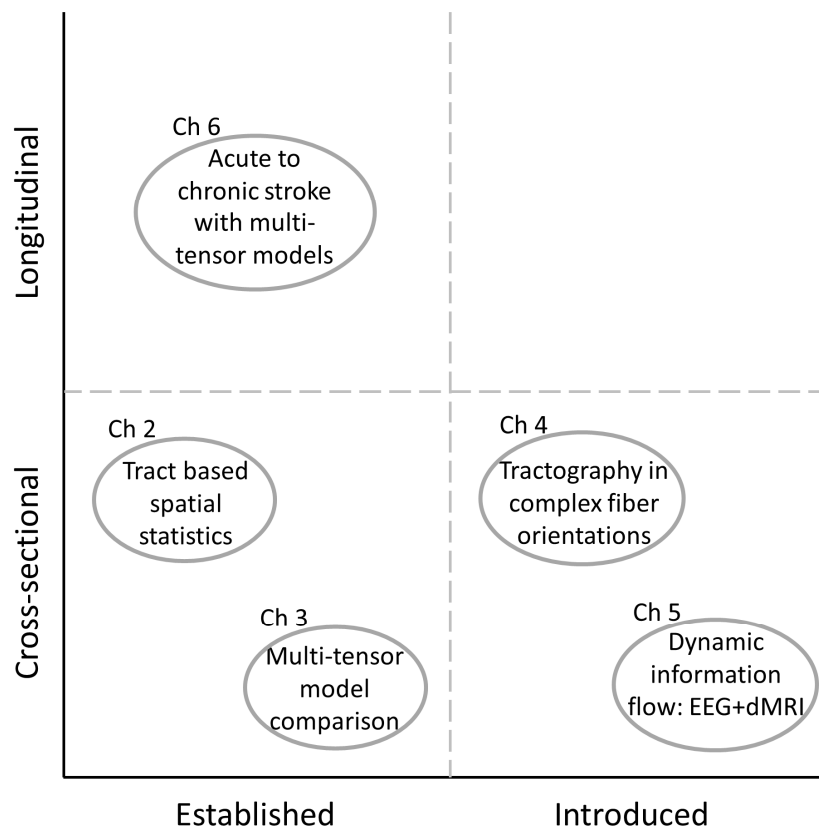 Longitudinal
Ch 6
Acute to
chronic stroke
with multi-
tensor models
Cross-sectional
Ch 2
Tract based
spatial
statistics
Ch 3
Multi-tensor
model
comparison
Ch 4
Tractography in
complex fiber
orientations
Ch 5
Dynamic
information
flow: EEG+dMRI
Established
Introduced